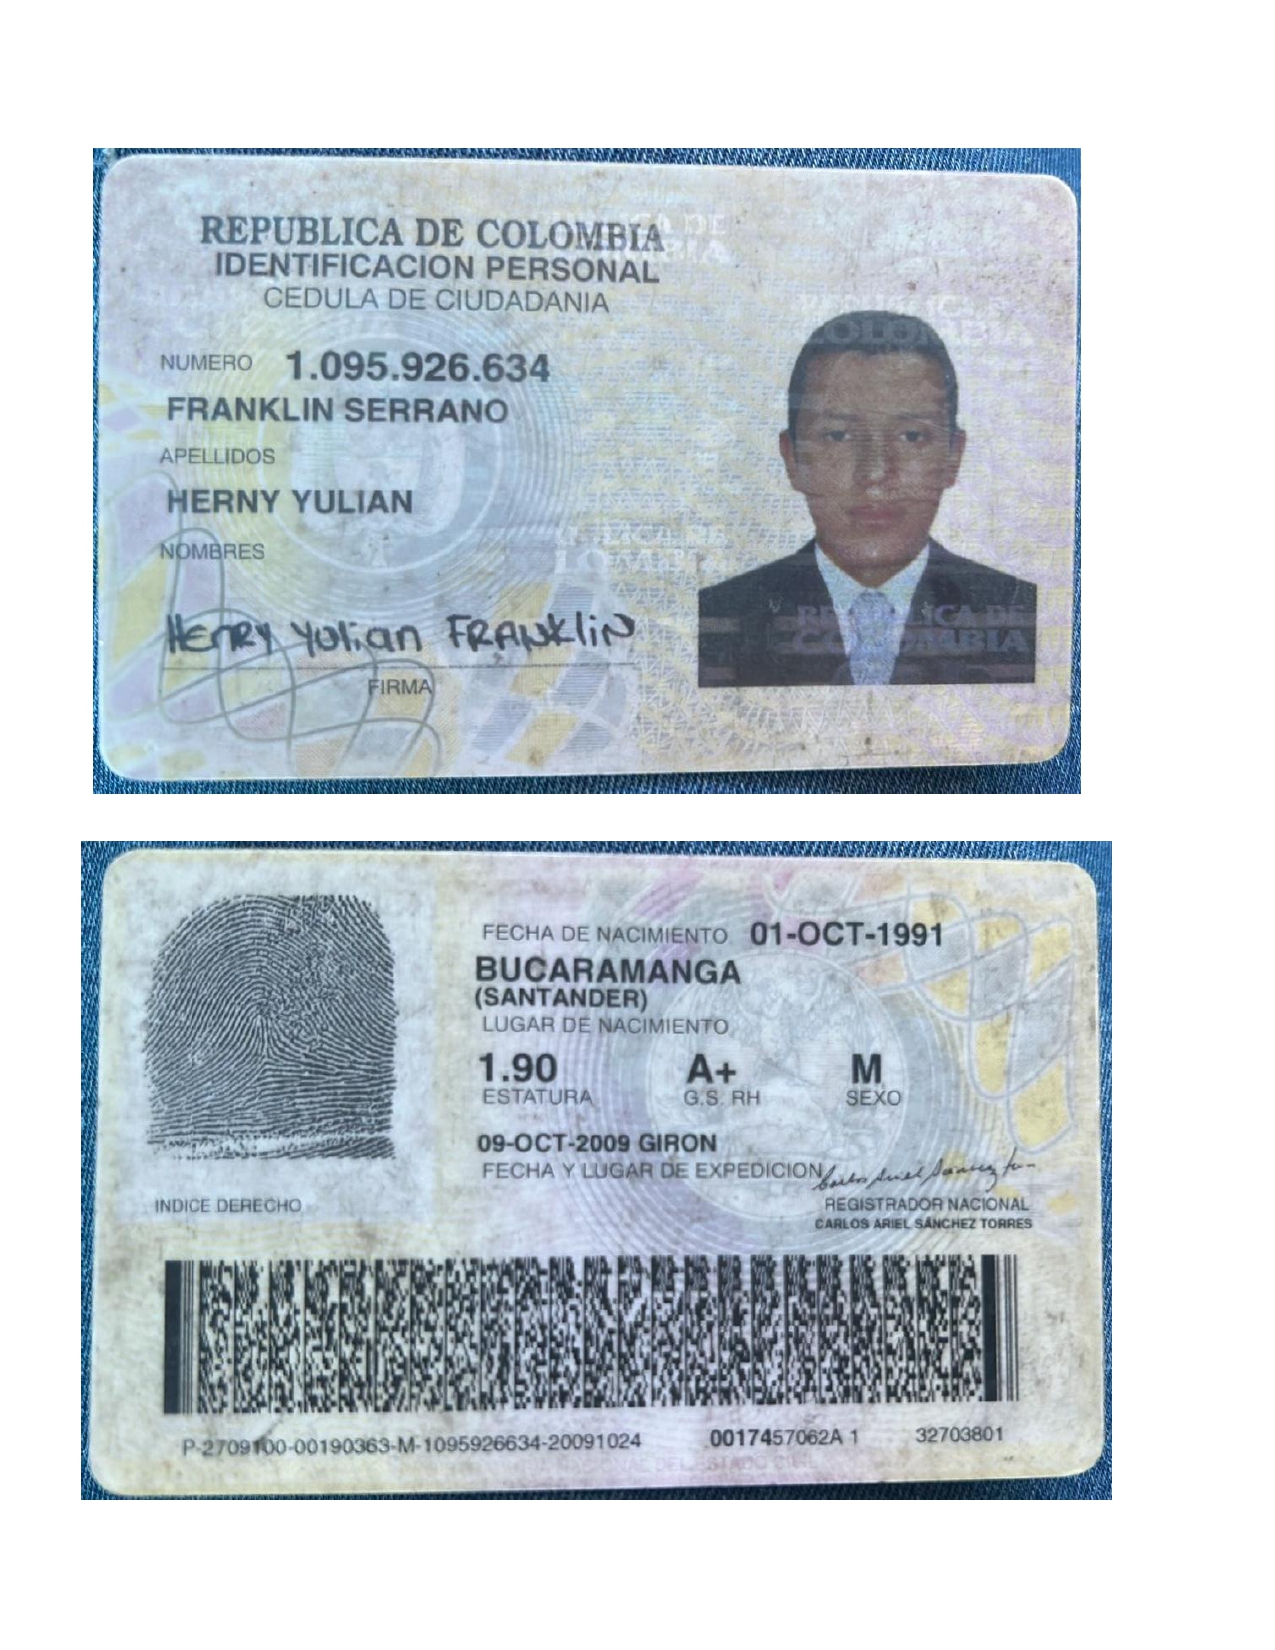 REPUBLICA DE COLOMBIA
IDENTIFICACION PERSONAL
CEDULA DE CIUDADANIA
NUMERO 1.095.926.634
FRANKLIN SERRANO
APELLIDOS
HERNY YULIAN
NOMBRES
Henry Yulian FRANKliN
FIRMA
REPUBLICA DE
COLOMBIA
FECHA DE NACIMIENTO 01-OCT-1991
BUCARAMANGA
(SANTANDER)
LUGAR DE NACIMIENTO
1.90 A+ M
ESTATURA G.S. RH SEXO
09-OCT-2009 GIRON
FECHA Y LUGAR DE EXPEDICION
INDICE DERECHO
REGISTRADOR NACIONAL
CARLOS ARIEL SÁNCHEZ TORRES
P-2709100-00190363-M-1095926634-20091024 0017457062A 1 32703801